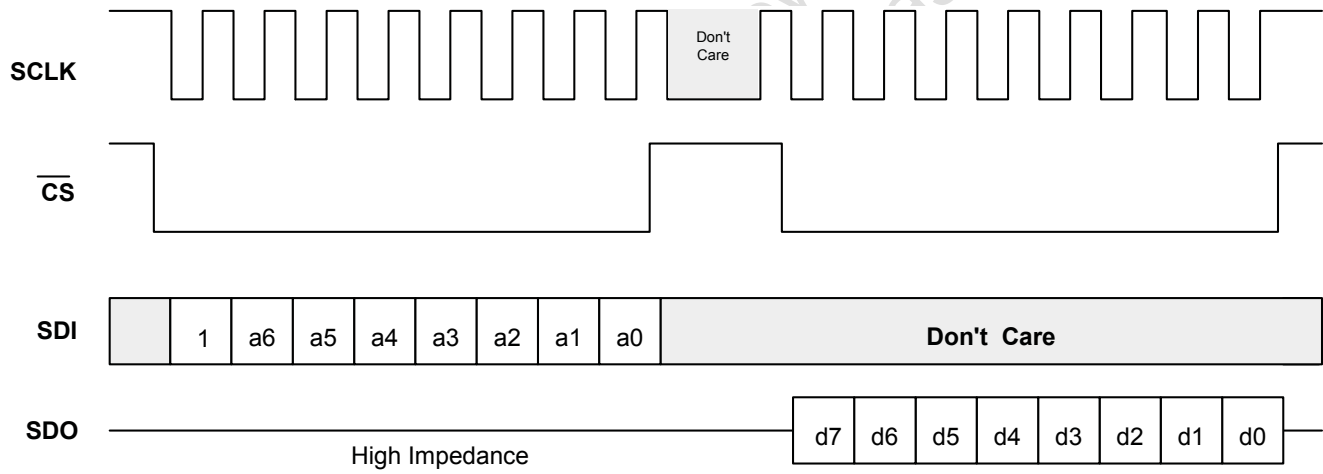 Don't
Care
SCLK
CS
SDI
1 a6 a5 a4 a3 a2 a1 a0 Don't Care
SDO
d7 d6 d5 d4 d3 d2 d1 d0
High Impedance